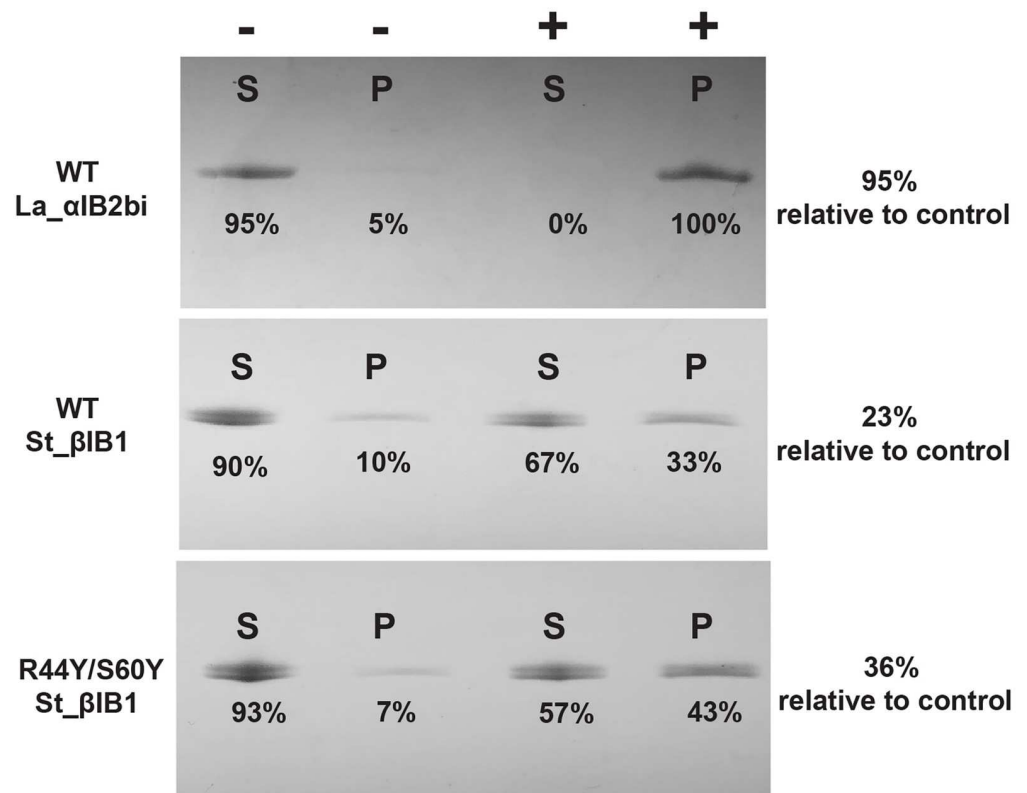 - - + +
S P S P
WT
La_αIB2bi
95% 5% 0% 100%
95%
relative to control
S P S P
WT
St_βIB1
90% 10% 67% 33%
23%
relative to control
S P S P
R44Y/S60Y
St_βIB1
93% 7% 57% 43%
36%
relative to control